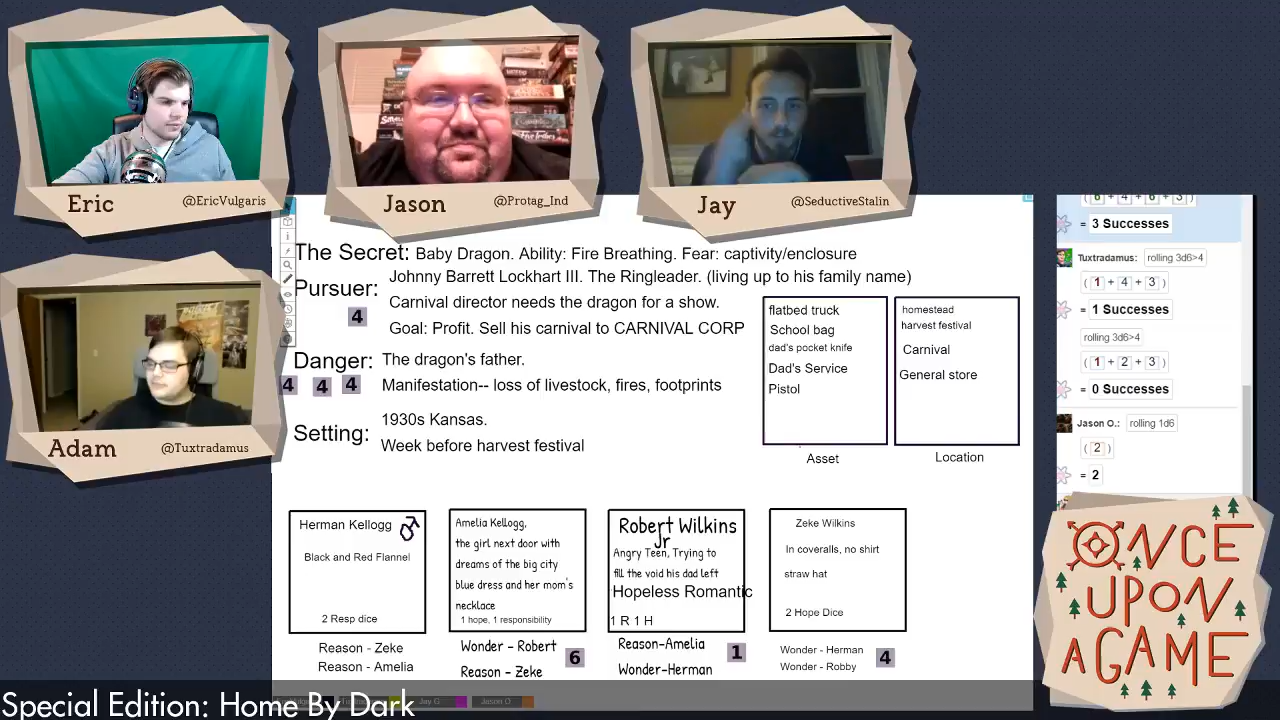 Eric @EricVulgaris
Jason @Protag_Ind
Jay @SeductiveStalin
Adam @Tuxtradamus
The Secret: Baby Dragon. Ability: Fire Breathing. Fear: captivity/enclosure
Pursuer: Johnny Barrett Lockhart III. The Ringleader. (living up to his family name)
Carnival director needs the dragon for a show.
4
Goal: Profit. Sell his carnival to CARNIVAL CORP
Danger: The dragon's father.
4 4 4 Manifestation-- loss of livestock, fires, footprints
Setting: 1930s Kansas.
Week before harvest festival
flatbed truck
School bag
dad's pocket knife
Dad's Service
Pistol
Asset
homestead
harvest festival
Carnival
General store
Location
Herman Kellogg
Black and Red Flannel
2 Resp dice
Reason - Zeke
Reason - Amelia
Amelia Kellogg,
the girl next door with
dreams of the big city
blue dress and her mom's
necklace
1 hope, 1 responsibility
Wonder - Robert
Reason - Zeke
6
Robert Wilkins
Jr
Angry Teen, Trying to
fill the void his dad left
Hopeless Romantic
1 R 1 H
Reason-Amelia
Wonder-Herman
1
Zeke Wilkins
In coveralls, no shirt
straw hat
2 Hope Dice
Wonder - Herman
Wonder - Robby
4
( 6 + 4 + 6 + 3 )
= 3 Successes
Tuxtradamus: rolling 3d6>4
( 1 + 4 + 3 )
= 1 Successes
rolling 3d6>4
( 1 + 2 + 3 )
= 0 Successes
Jason O.: rolling 1d6
( 2 )
= 2
ONCE
UPON
A GAME
Jay G
Jason O
Special Edition: Home By Dark